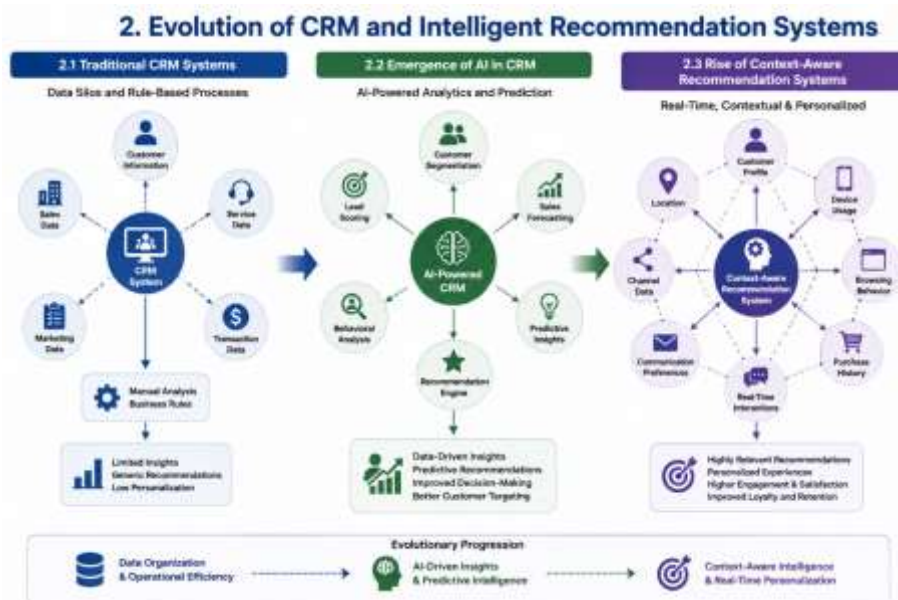 2. Evolution of CRM and Intelligent Recommendation Systems
2.1 Traditional CRM Systems
Data Silos and Rule-Based Processes
Customer
Information
Sales
Data
Service
Data
CRM
System
Marketing
Data
Transaction
Data
Manual Analysis
Business Rules
Limited Insights
Generic Recommendations
Low Personalization
2.2 Emergence of AI in CRM
AI-Powered Analytics and Prediction
Customer
Segmentation
Lead
Scoring
Sales
Forecasting
AI-Powered
CRM
Behavioral
Analysis
Predictive
Insights
Recommendation
Engine
Data-Driven Insights
Predictive Recommendations
Improved Decision-Making
Better Customer Targeting
2.3 Rise of Context-Aware
Recommendation Systems
Real-Time, Contextual & Personalized
Customer
Profile
Location
Device
Usage
Channel
Data
Context-Aware
Recommendation
System
Browsing
Behavior
Communication
Preferences
Purchase
History
Real-Time
Interactions
Highly Relevant Recommendations
Personalized Experiences
Higher Engagement & Satisfaction
Improved Loyalty and Retention
Evolutionary Progression
Data Organization
& Operational Efficiency
AI-Driven Insights
& Predictive Intelligence
Context-Aware Intelligence
& Real-Time Personalization